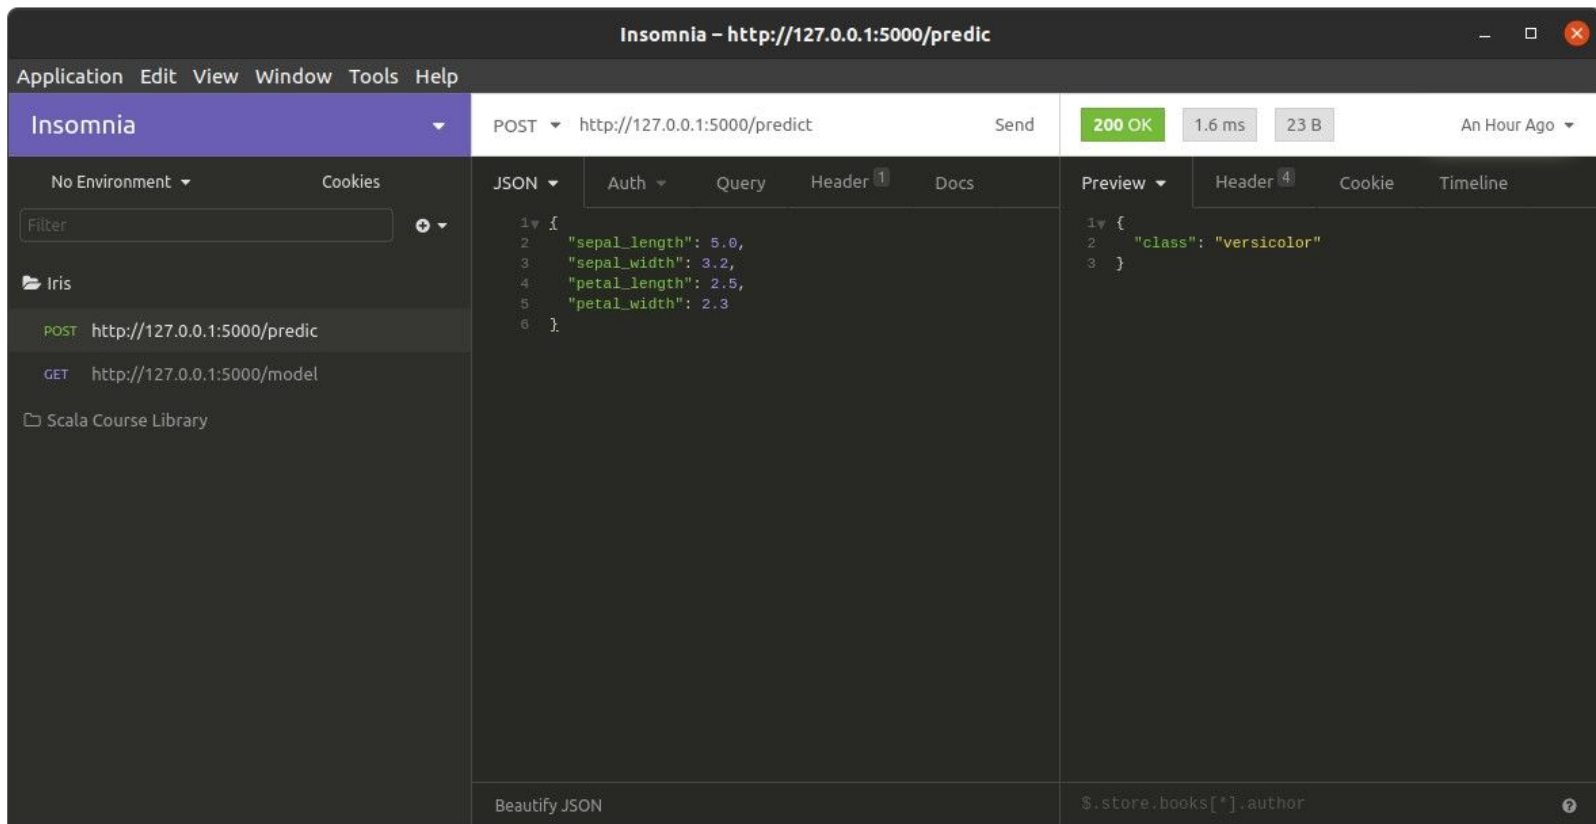 Insomnia – http://127.0.0.1:5000/predic
Application Edit View Window Tools Help
Insomnia
POST http://127.0.0.1:5000/predict Send
200 OK 1.6 ms 23 B An Hour Ago
No Environment Cookies
Filter
Iris
POST http://127.0.0.1:5000/predic
GET http://127.0.0.1:5000/model
Scala Course Library
JSON Auth Query Header 1 Docs
1 {
2 "sepal_length": 5.0,
3 "sepal_width": 3.2,
4 "petal_length": 2.5,
5 "petal_width": 2.3
6 }
Beautify JSON
Preview Header 4 Cookie Timeline
1 {
2 "class": "versicolor"
3 }
$.store.books[*].author